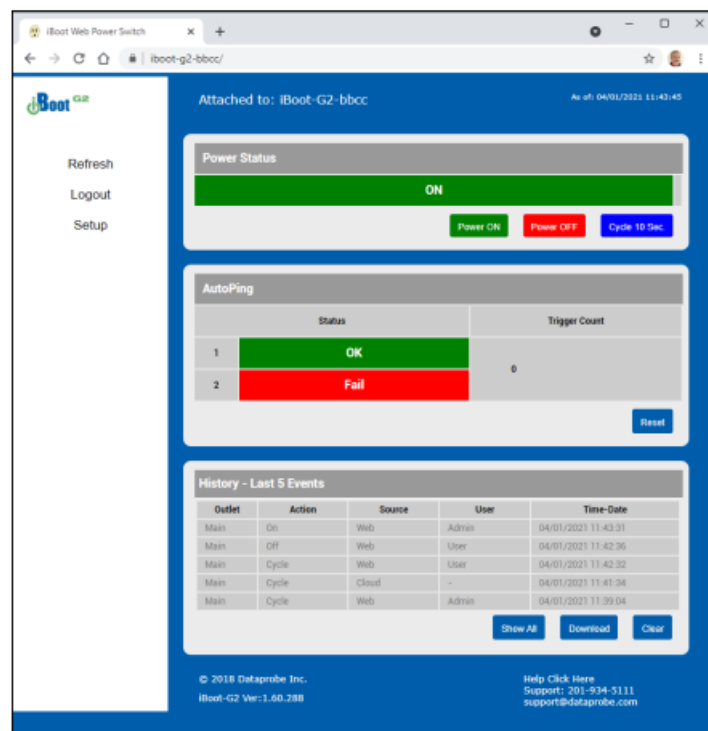 iBoot Web Power Switch
iboot-g2-bbcc/
iBoot G2
Attached to: iBoot-G2-bbcc
As of: 04/01/2021 11:43:45
Refresh
Logout
Setup
Power Status
ON
Power ON Power OFF Cycle 10 Sec.
AutoPing
Status Trigger Count
1 OK
0
2 Fail
Reset
History - Last 5 Events
Outlet Action Source User Time-Date
Main On Web Admin 04/01/2021 11:43:31
Main Off Web User 04/01/2021 11:42:36
Main Cycle Web User 04/01/2021 11:42:32
Main Cycle Cloud - 04/01/2021 11:41:34
Main Cycle Web Admin 04/01/2021 11:39:04
Show All Download Clear
© 2018 Dataprobe Inc.
iBoot-G2 Ver:1.60.288
Help Click Here
Support: 201-934-5111
support@dataprobe.com